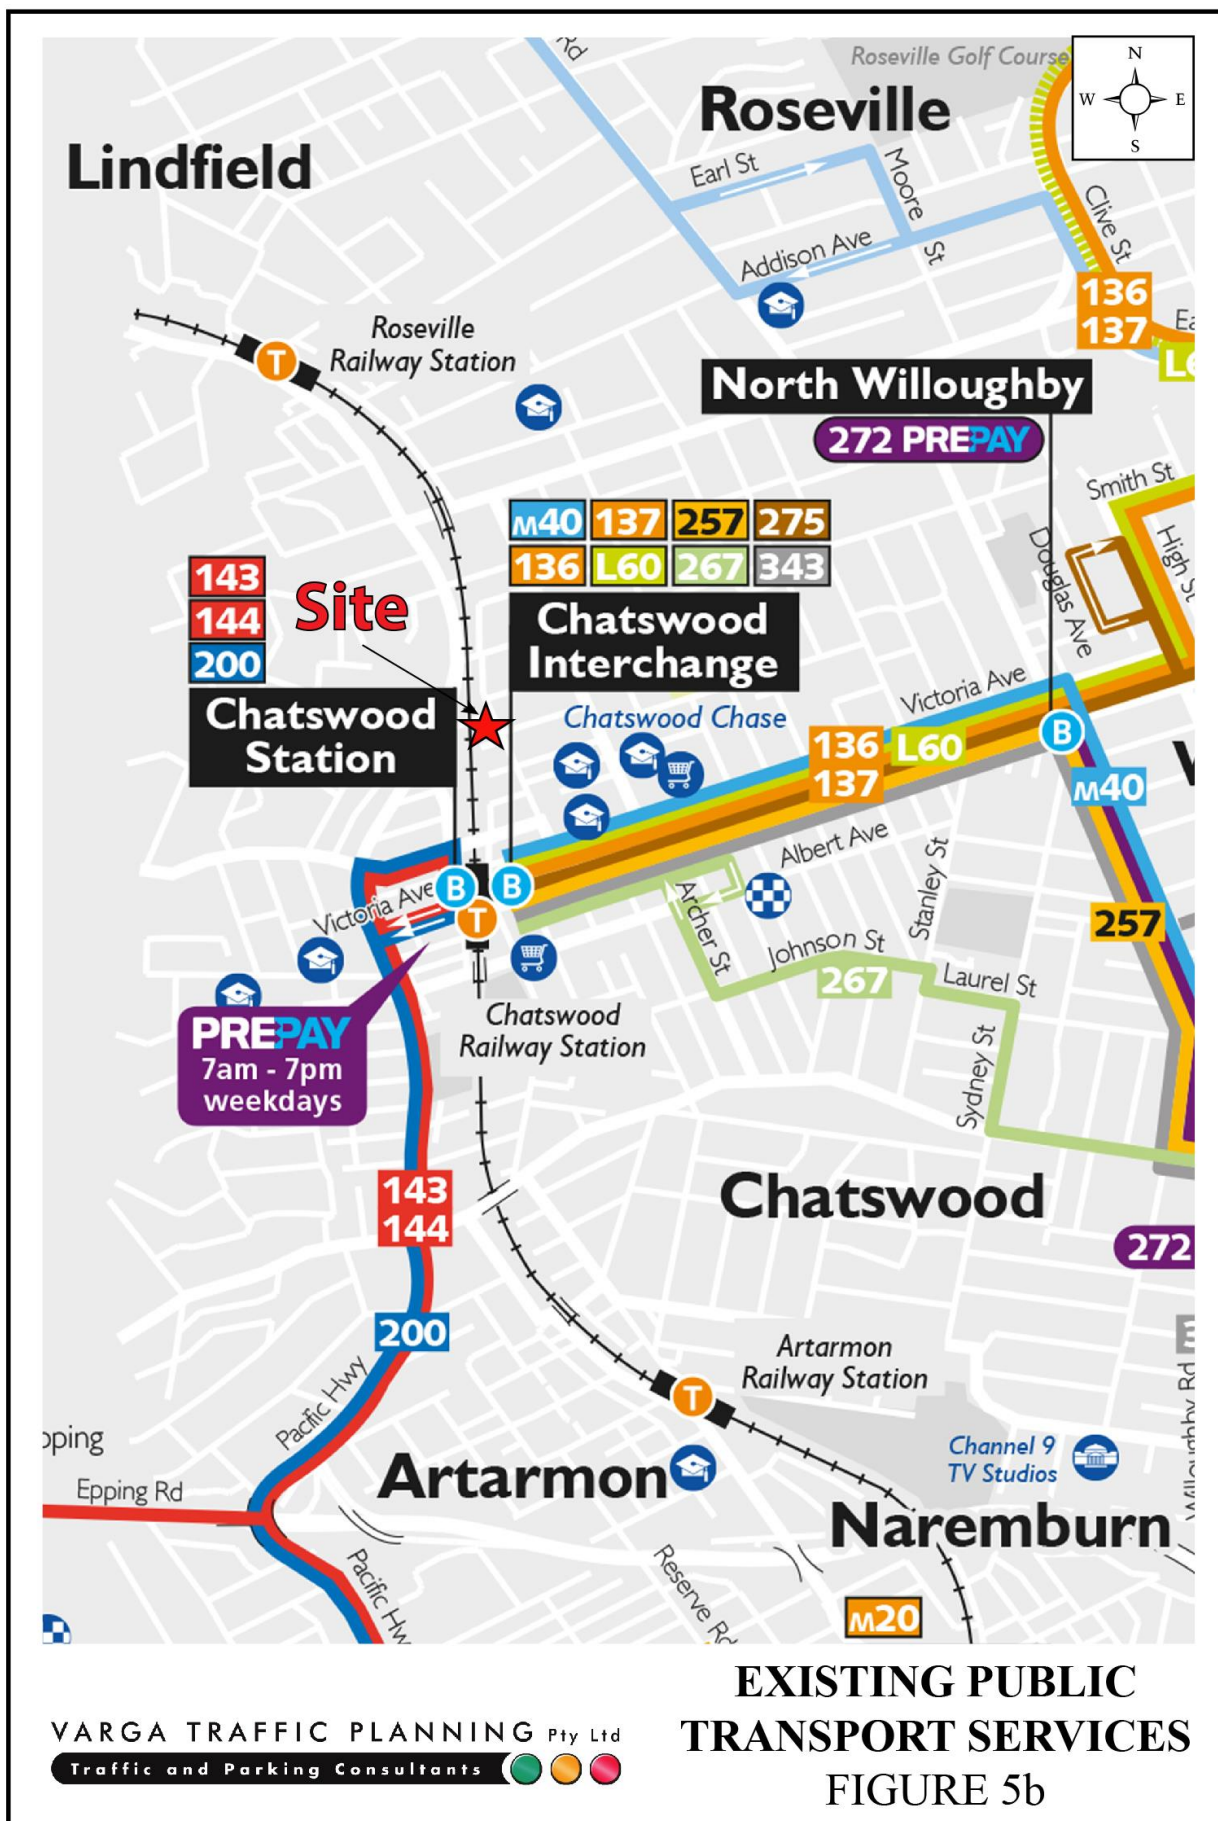 Rd
Roseville Golf Course
N
W E
S
Roseville
Lindfield
Earl St
Moore St
Addison Ave
Clive St
136
137
Roseville
Railway Station
North Willoughby
272 PREPAY
Smith St
High St
Douglas Ave
M40 137 257 275
136 L60 267 343
143
144
200
Site
Chatswood
Interchange
Chatswood
Station
Chatswood Chase
Victoria Ave
136 L60
137
B
M40
Albert Ave
Stanley St
B B
T
Victoria Ave
Archer St
Johnson St
257
267
Laurel St
Sydney St
PREPAY
7am - 7pm
weekdays
Chatswood
Railway Station
143
144
Chatswood
272
200
Artarmon
Railway Station
T
Pacific Hwy
Willoughby Rd
Epping Rd
Artarmon
Channel 9
TV Studios
Naremburn
Pacific Hw
Reserve Rd
M20
T
EXISTING PUBLIC
TRANSPORT SERVICES
FIGURE 5b
VARGA TRAFFIC PLANNING Pty Ltd
Traffic and Parking Consultants